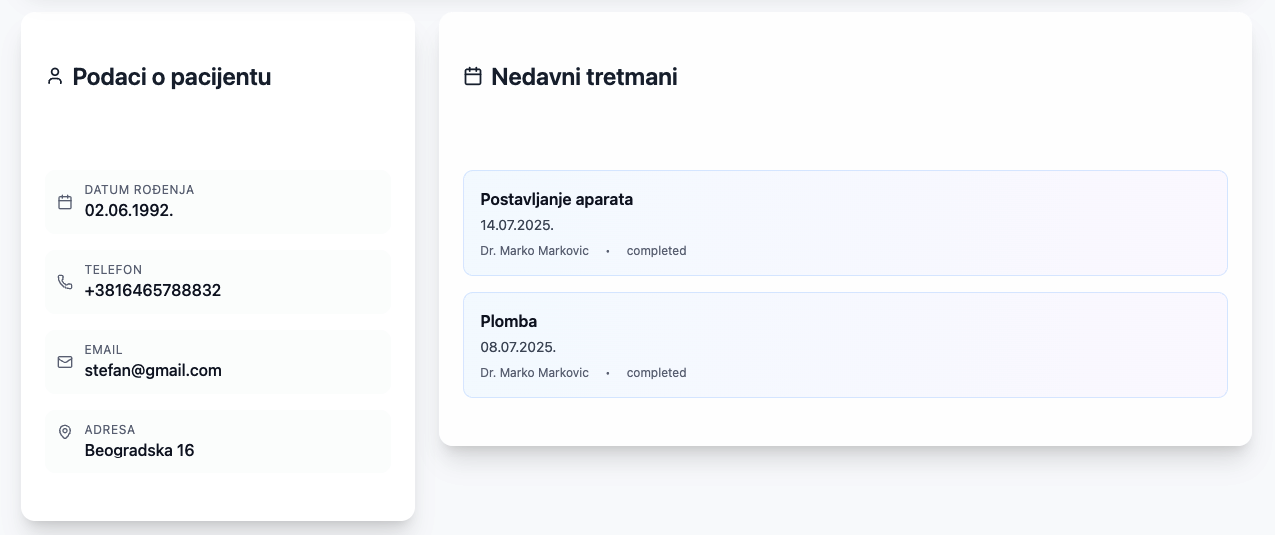 Podaci o pacijentu
DATUM ROĐENJA
02.06.1992.
TELEFON
+3816465788832
EMAIL
stefan@gmail.com
ADRESA
Beogradska 16
Nedavni tretmani
Postavljanje aparata
14.07.2025.
Dr. Marko Markovic • completed
Plomba
08.07.2025.
Dr. Marko Markovic • completed